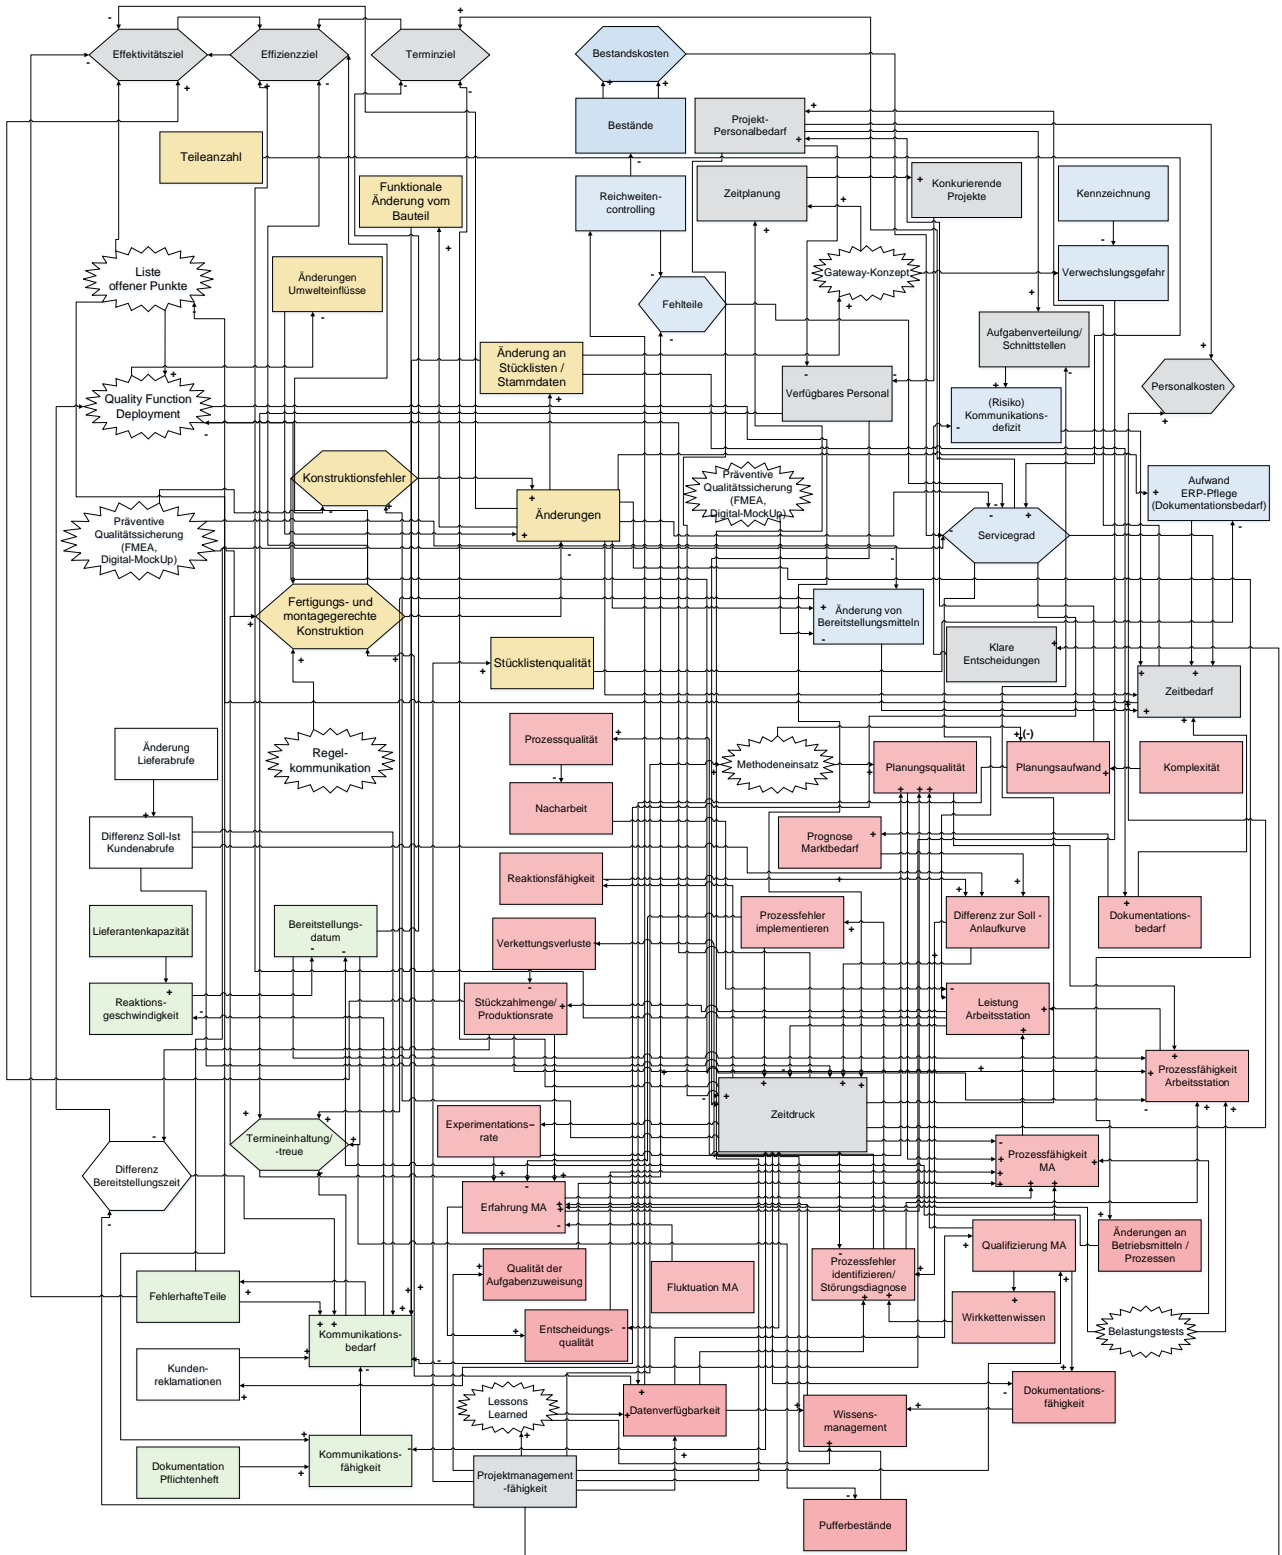 Effektivitätsziel
Effizienzziel
Terminziel
Bestandskosten
Bestände
Projekt-
Personalbedarf
Teileanzahl
Funktionale
Änderung vom
Bauteil
Reichweiten-
controlling
Zeitplanung
Konkurierende
Projekte
Kennzeichnung
Liste
offener Punkte
Änderungen
Umwelteinflüsse
Fehlteile
Gateway-Konzept
Verwechslungsgefahr
Änderung an
Stücklisten /
Stammdaten
Aufgabenverteilung/
Schnittstellen
Quality Function
Deployment
Verfügbares Personal
(Risiko)
Kommunikations-
defizit
Personalkosten
Konstruktionsfehler
Änderungen
Präventive
Qualitätssicherung
(FMEA,
Digital-MockUp)
Aufwand
ERP-Pflege
(Dokumentationsbedarf)
Präventive
Qualitätssicherung
(FMEA,
Digital-MockUp)
Servicegrad
Fertigungs- und
montagegerechte
Konstruktion
Änderung von
Bereitstellungsmitteln
Stücklistenqualität
Klare
Entscheidungen
Zeitbedarf
Änderung
Lieferabrufe
Regel-
kommunikation
Prozessqualität
Methodeneinsatz
Planungsqualität
Planungsaufwand
(-)
Komplexität
Nacharbeit
Differenz Soll-Ist
Kundenabrufe
Prognose
Marktbedarf
Reaktionsfähigkeit
Lieferantenkapazität
Bereitstellungs-
datum
Verkettungsverluste
Prozessfehler
implementieren
Differenz zur Soll -
Anlaufkurve
Dokumentations-
bedarf
Reaktions-
geschwindigkeit
Stückzahlmenge/
Produktionsrate
Leistung
Arbeitsstation
Prozessfähigkeit
Arbeitsstation
Zeitdruck
Experimentations-
rate
Termineinhaltung/
-treue
Differenz
Bereitstellungszeit
Prozessfähigkeit
MA
Erfahrung MA
Qualität der
Aufgabenzuweisung
Fluktuation MA
Prozessfehler
identifizieren/
Störungsdiagnose
Qualifizierung MA
Änderungen an
Betriebsmitteln /
Prozessen
FehlerhafteTeile
Kommunikations-
bedarf
Entscheidungs-
qualität
Wirkkettenwissen
Belastungstests
Kunden-
reklamationen
Lessons
Learned
Datenverfügbarkeit
Wissens-
management
Dokumentations-
fähigkeit
Dokumentation
Pflichtenheft
Kommunikations-
fähigkeit
Projektmanagement
-fähigkeit
Pufferbestände